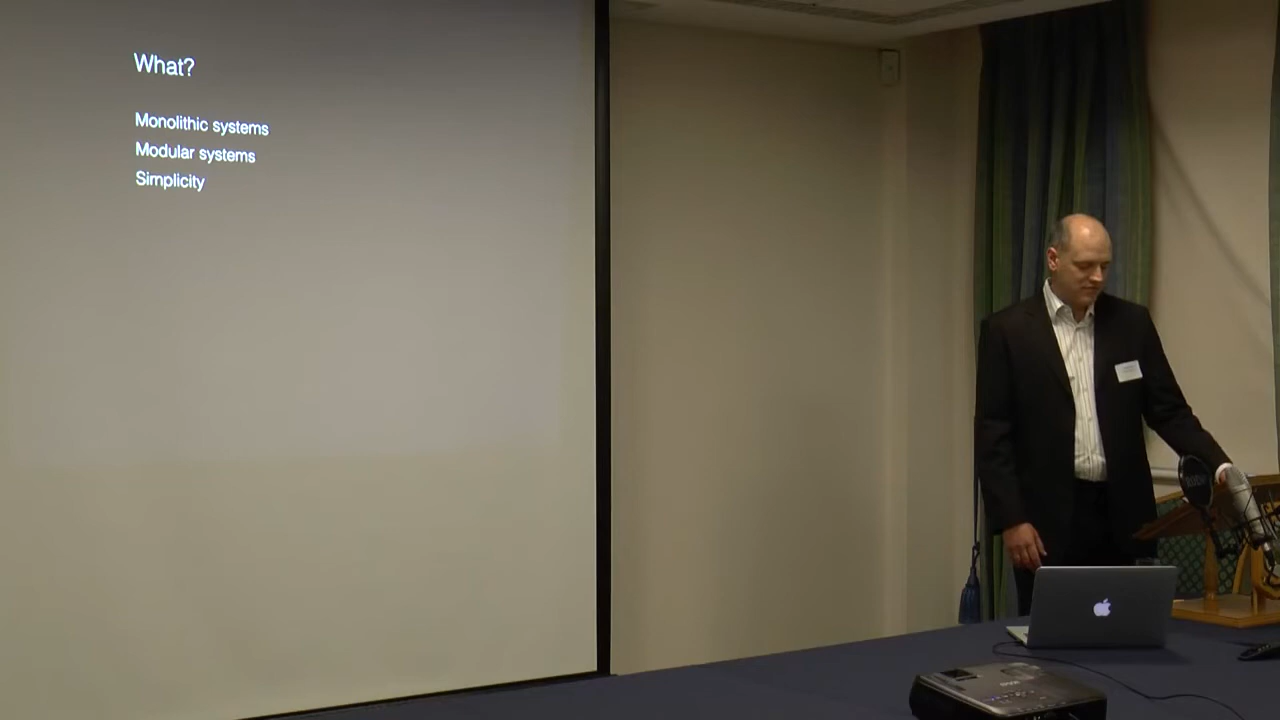 What?
Monolithic systems
Modular systems
Simplicity